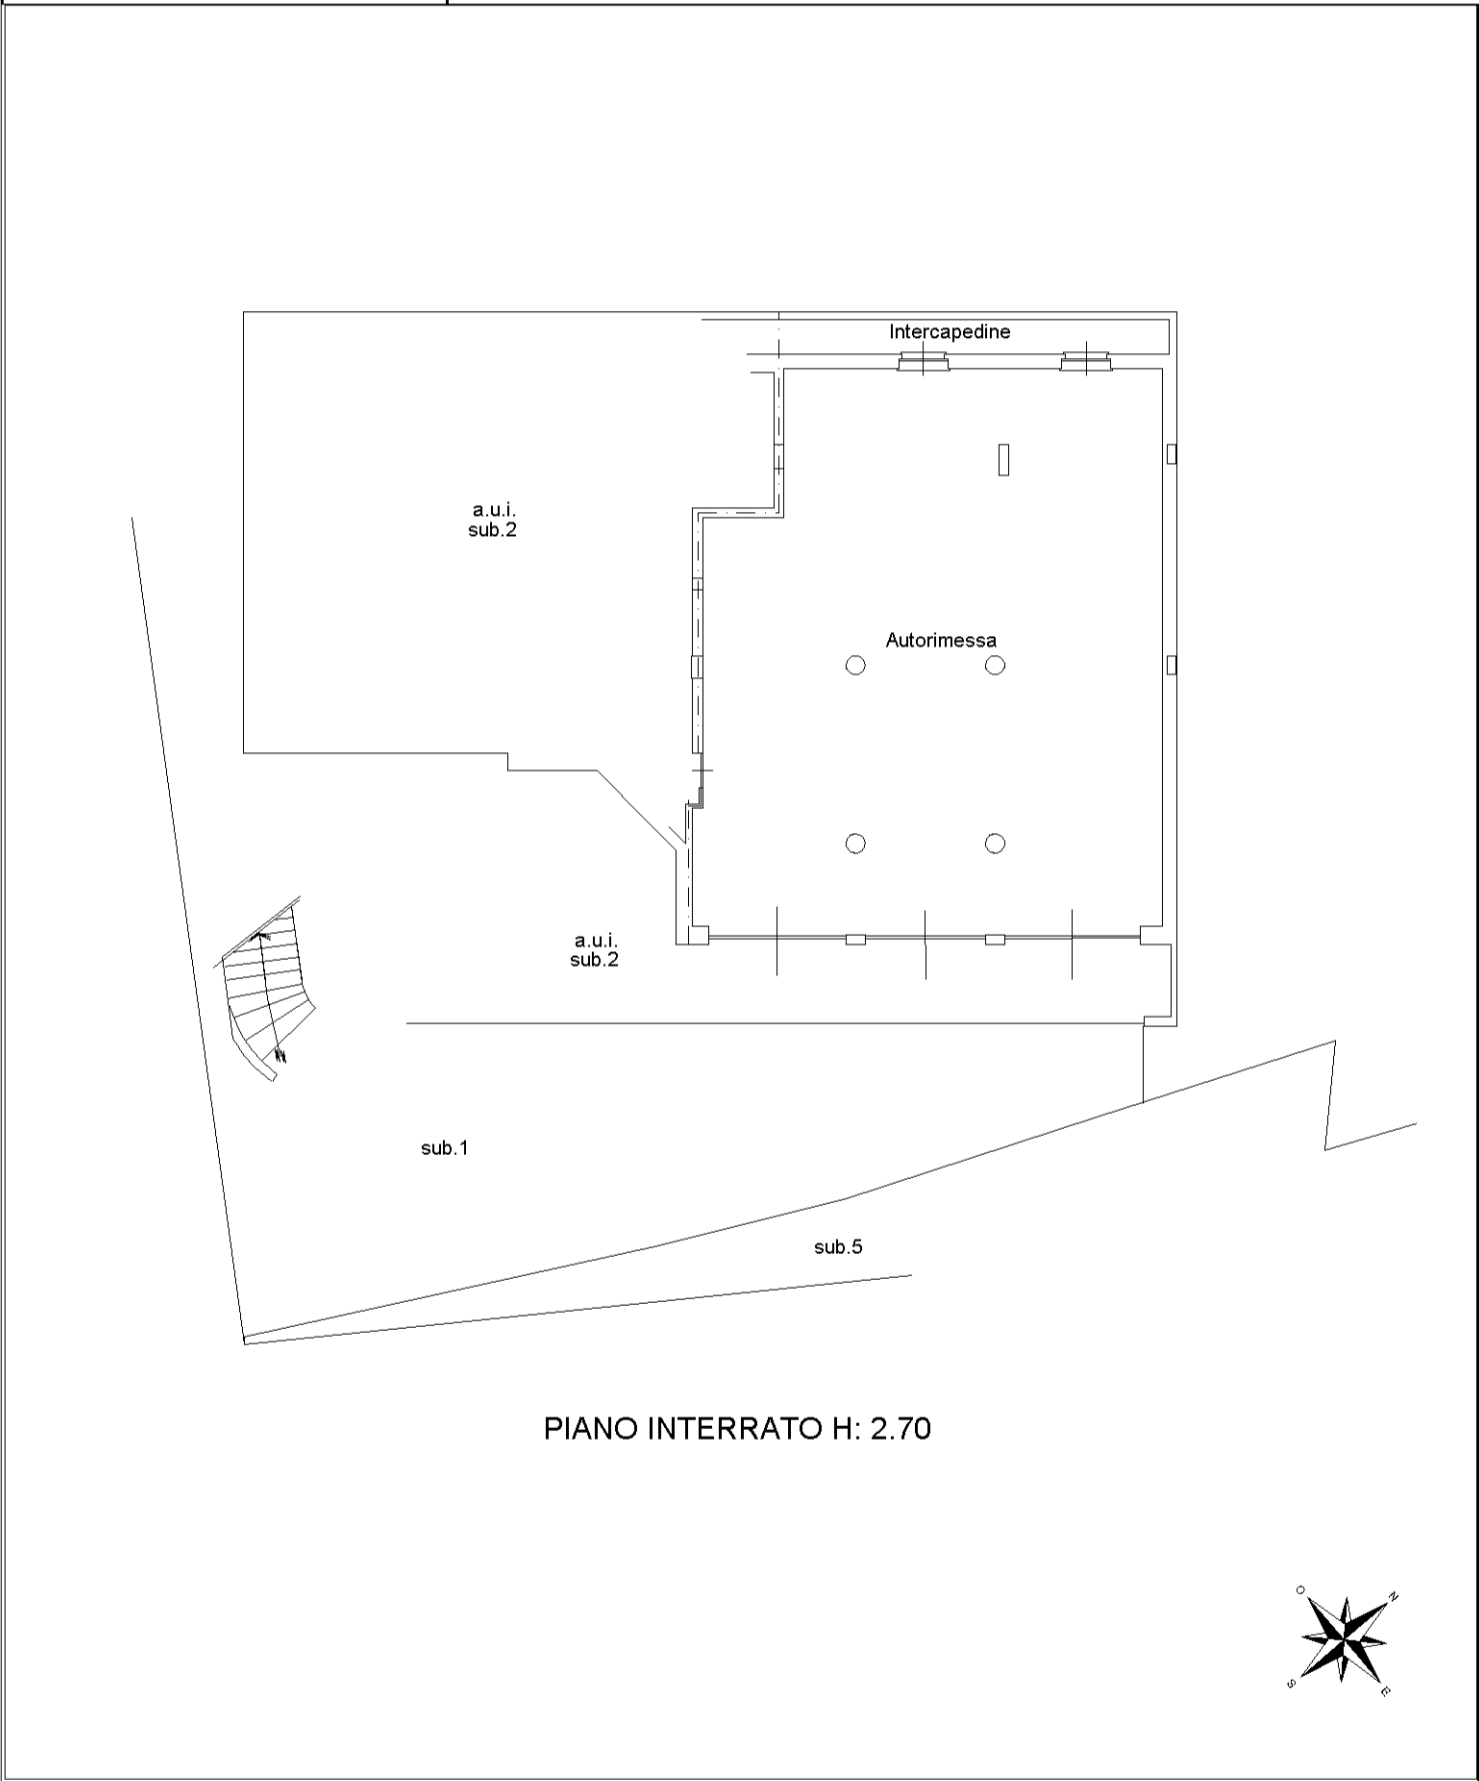 Intercapedine
a.u.i.
sub.2
Autorimessa
a.u.i.
sub.2
sub.1
sub.5
PIANO INTERRATO H: 2.70
O
N
S
E